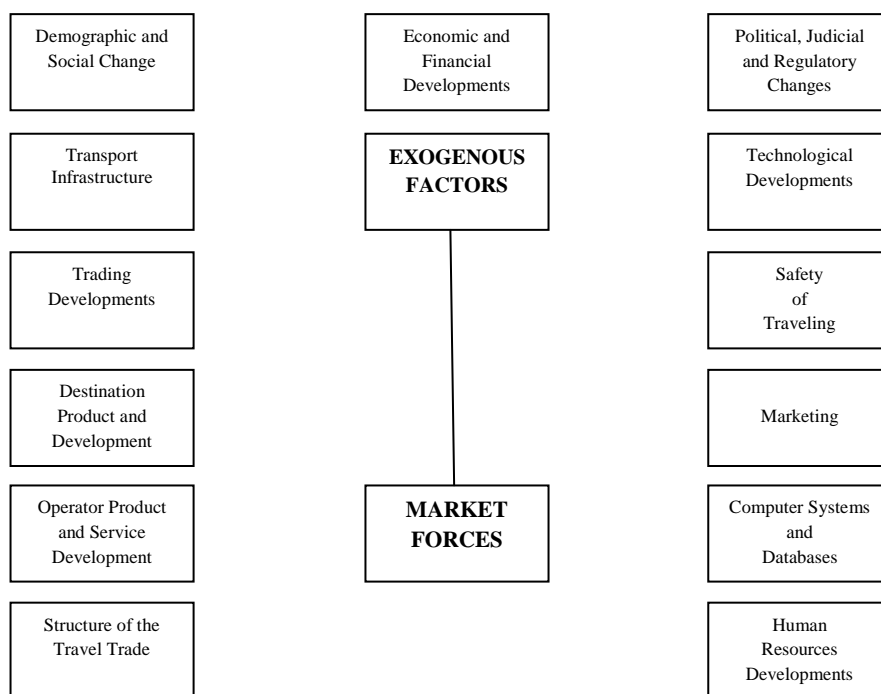 Demographic and
Social Change
Economic and
Financial
Developments
Political, Judicial
and Regulatory
Changes
Transport
Infrastructure
EXOGENOUS
FACTORS
Technological
Developments
Trading
Developments
Safety
of
Traveling
Destination
Product and
Development
Marketing
Operator Product
and Service
Development
MARKET
FORCES
Computer Systems
and
Databases
Structure of the
Travel Trade
Human
Resources
Developments